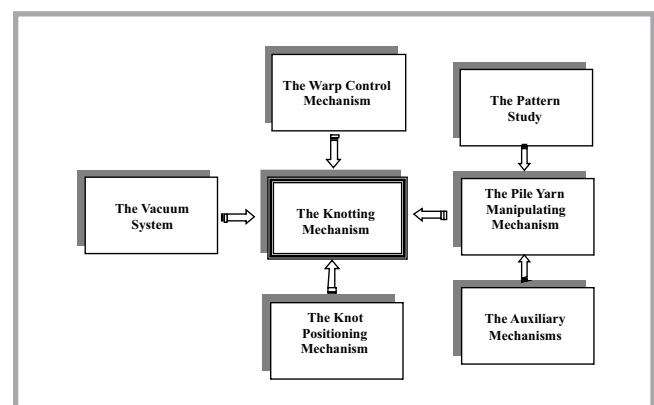 The Warp Control
Mechanism
The Pattern
Study
The Vacuum
System
The Knotting
Mechanism
The Pile Yarn
Manipulating
Mechanism
The Knot
Positioning
Mechanism
The Auxiliary
Mechanisms